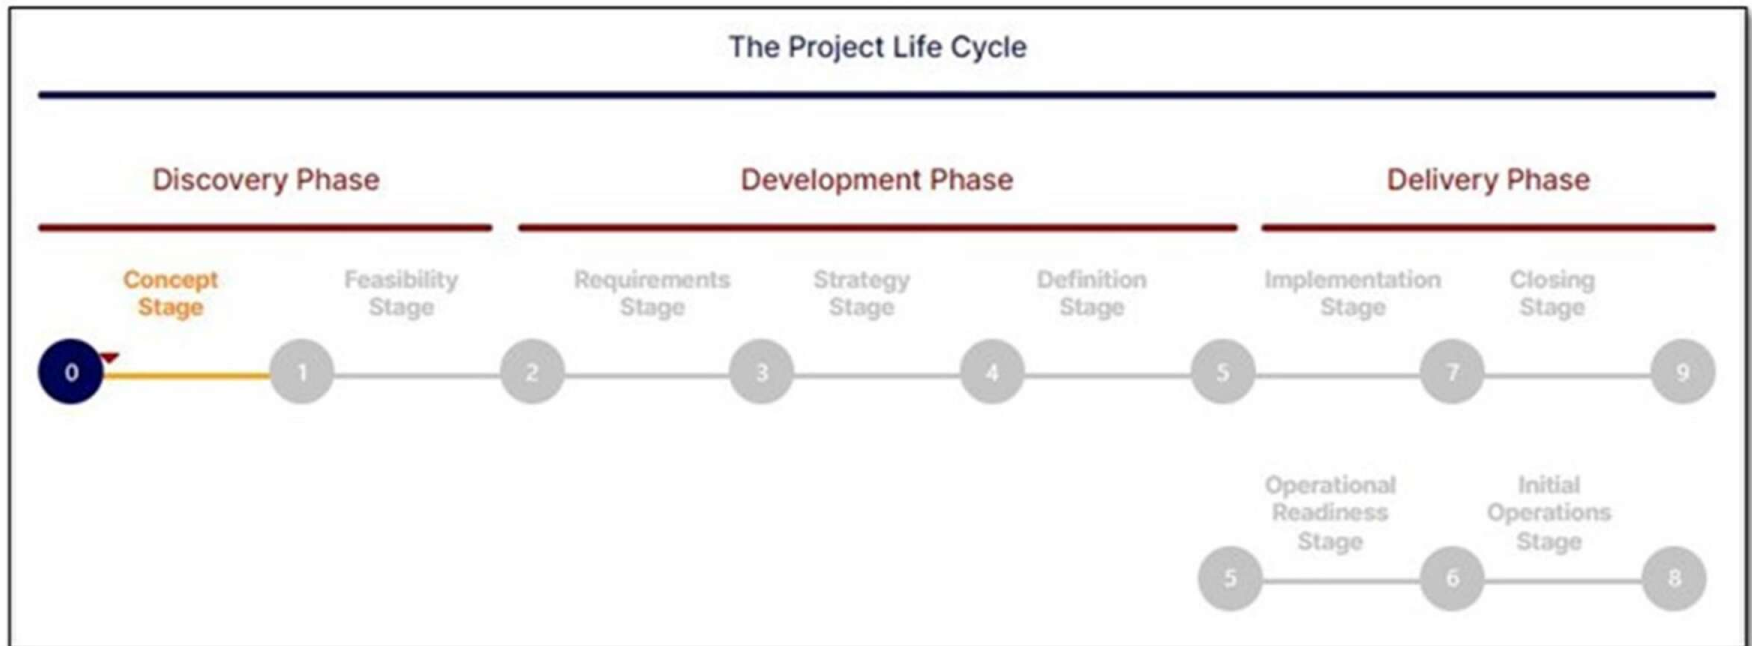 The Project Life Cycle
Discovery Phase
Development Phase
Delivery Phase
Concept
Stage
Feasibility
Stage
Requirements
Stage
Strategy
Stage
Definition
Stage
Implementation
Stage
Closing
Stage
0
1
2
3
4
5
7
9
Operational
Readiness
Stage
Initial
Operations
Stage
5
6
8